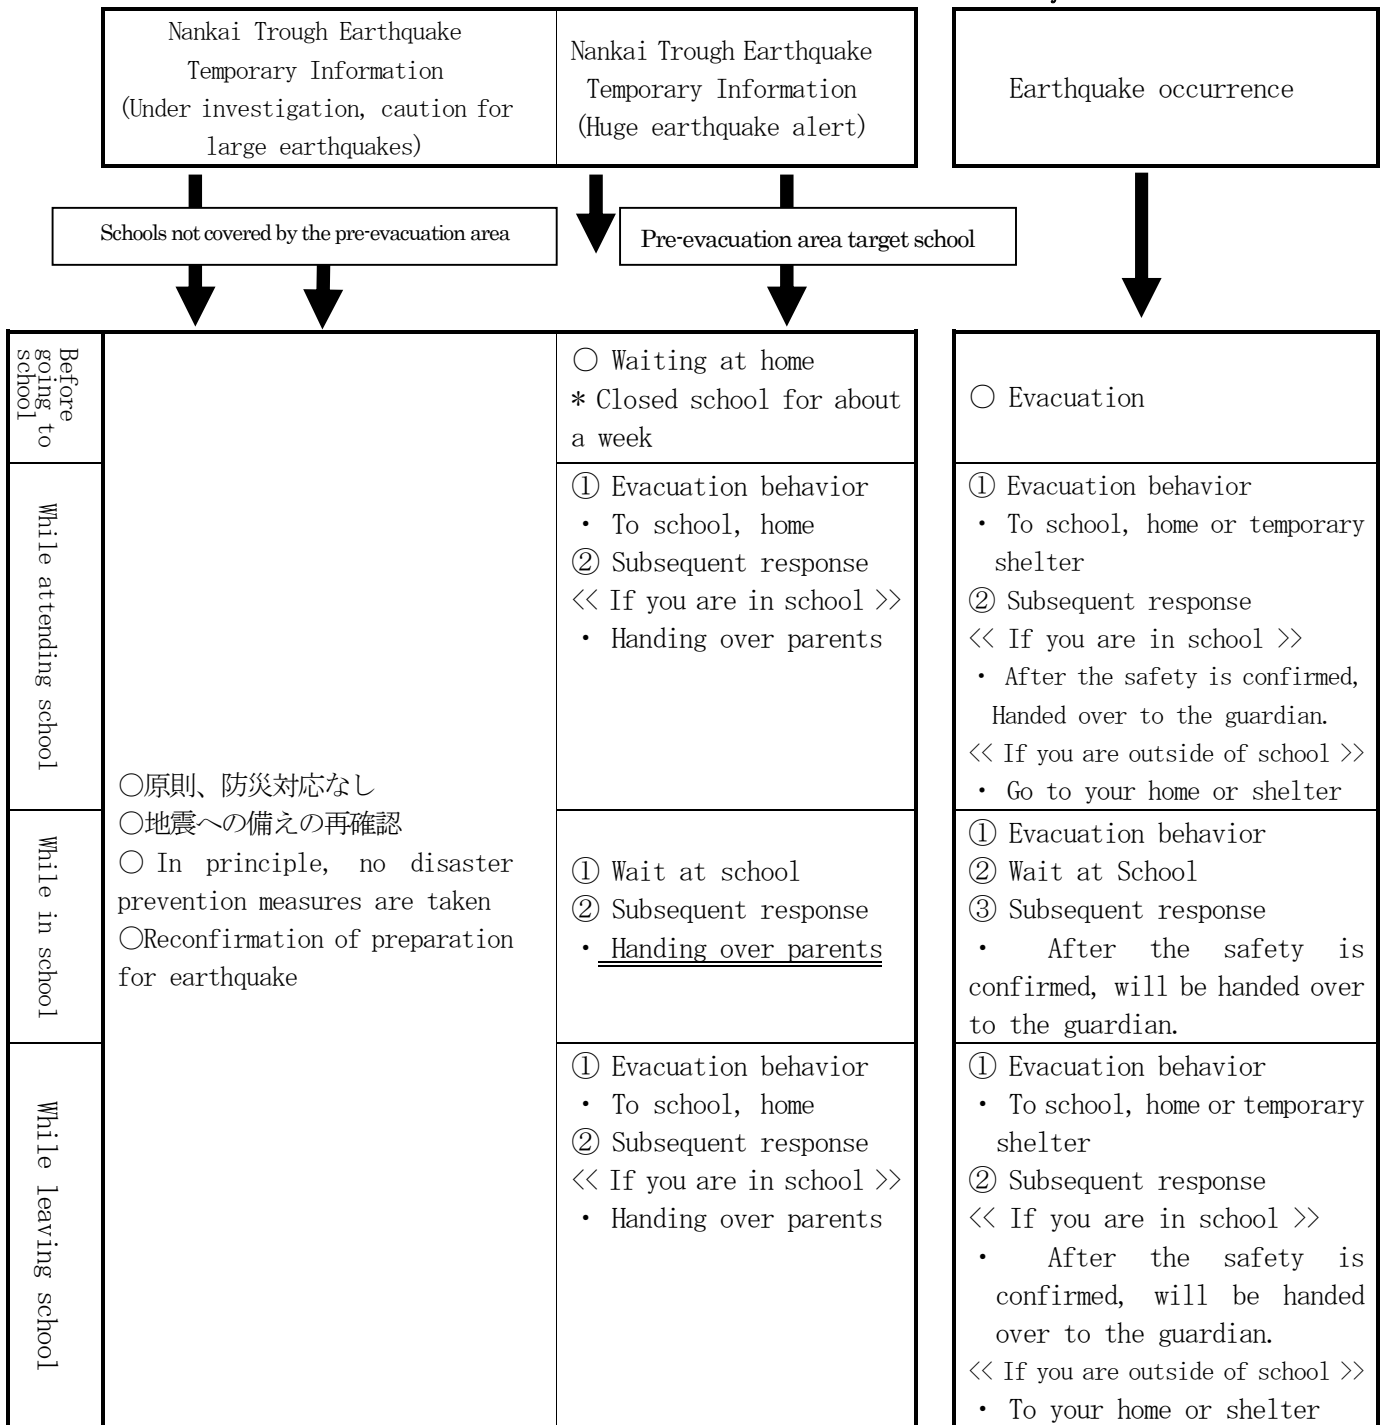 Nankai Trough Earthquake
Temporary Information
(Under investigation, caution for
large earthquakes)
Nankai Trough Earthquake
Temporary Information
(Huge earthquake alert)
Earthquake occurrence
Schools not covered by the pre-evacuation area
Pre-evacuation area target school
Before
going to
school
○ Waiting at home
* Closed school for about
a week
○ Evacuation
While attending school
① Evacuation behavior
・ To school, home
② Subsequent response
≪ If you are in school ≫
・ Handing over parents
① Evacuation behavior
・ To school, home or temporary
shelter
② Subsequent response
≪ If you are in school ≫
・ After the safety is confirmed,
Handed over to the guardian.
≪ If you are outside of school ≫
・ Go to your home or shelter
○原則、防災対応なし
○地震への備えの再確認
○ In principle, no disaster
prevention measures are taken
○Reconfirmation of preparation
for earthquake
While in school
① Wait at school
② Subsequent response
・ Handing over parents
① Evacuation behavior
② Wait at School
③ Subsequent response
・ After the safety is
confirmed, will be handed over
to the guardian.
While leaving school
① Evacuation behavior
・ To school, home
② Subsequent response
≪ If you are in school ≫
・ Handing over parents
① Evacuation behavior
・ To school, home or temporary
shelter
② Subsequent response
≪ If you are in school ≫
・ After the safety is
confirmed, will be handed
over to the guardian.
≪ If you are outside of school ≫
・ To your home or shelter